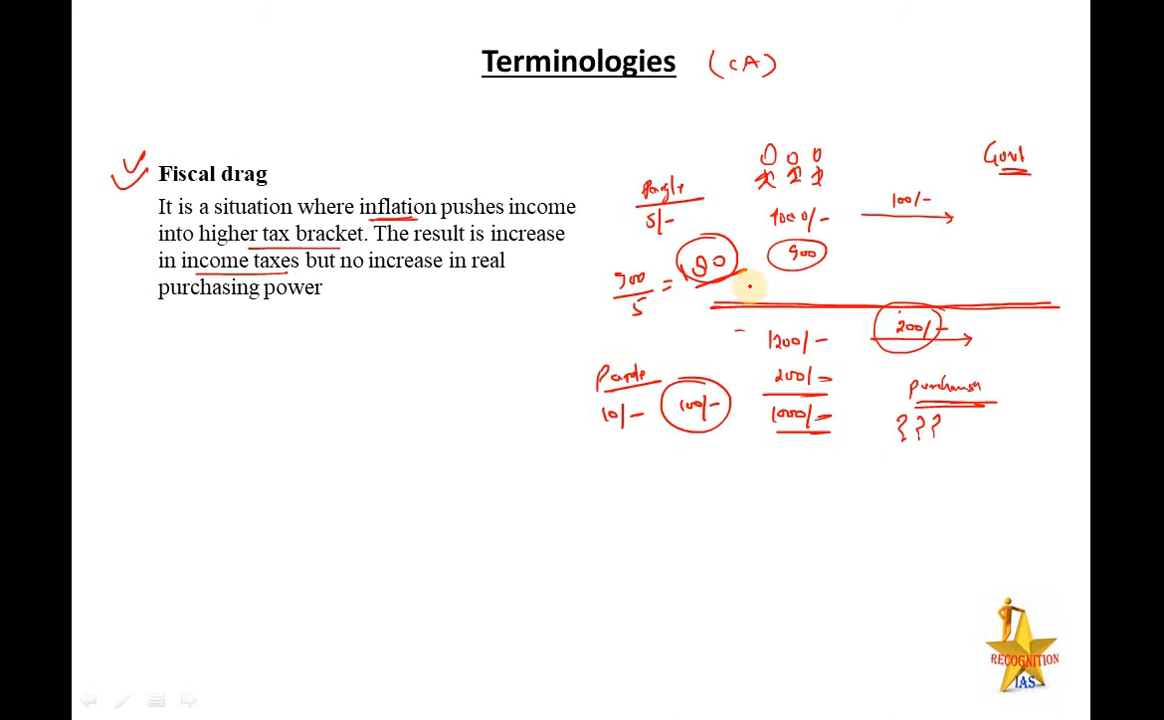 Terminologies (CA)
Fiscal drag
It is a situation where inflation pushes income
into higher tax bracket. The result is increase
in income taxes but no increase in real
purchasing power
Govt
5/-
1000/-
100/-
900
900/5 = 180
1200/-
200/-
200/-
1000/-
10/-
100/-
???
RECOGNITION
IAS